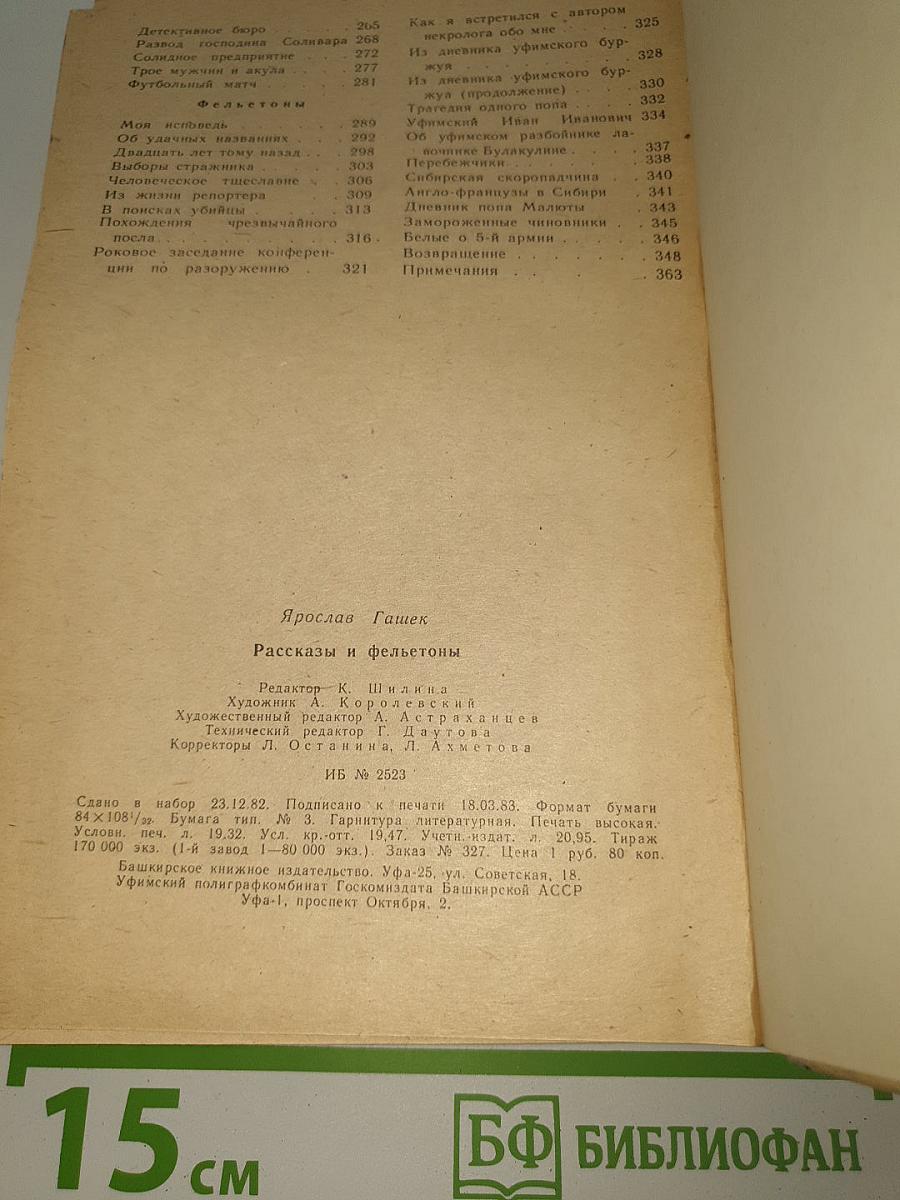 Детективное бюро . . . . 265
Развод господина Соливара 268
Солидное предприятие . . . 272
Трое мужчин и акула . . . . 277
Футбольный матч . . . . . 281
Фельетоны
Моя исповедь . . . . . . 289
Об удачных названиях . . . 292
Двадцать лет тому назад . . 298
Выборы стражника . . . . 303
Человеческое тщеславие . . 306
Из жизни репортера . . . 309
В поисках убийцы . . . . 313
Похождения чрезвычайного
посла . . . . . . . . 316
Роковое заседание конферен-
ции по разоружению . 321
Как я встретился с автором
некролога обо мне . . . 325
Из дневника уфимского бур-
жуя . . . . . . . . 328
Из дневника уфимского бур-
жуа (продолжение) . . . 330
Трагедия одного попа . . . . 332
Уфимский Иван Иванович 334
Об уфимском разбойнике ла-
вочнике Булакулине . . . . 337
Перебежчики . . . . . . 338
Сибирская скоропадчина . . 340
Англо-французы в Сибири . 341
Дневник попа Малюты . 343
Замороженные чиновники . . 345
Белые о 5-й армии . . . . 346
Возвращение . . . . . . 348
Примечания . . . . . 363
Ярослав Гашек
Рассказы и фельетоны
Редактор К. Шилина
Художник А. Королевский
Художественный редактор А. Астраханцев
Технический редактор Г. Даутова
Корректоры Л. Останина, Л. Ахметова
ИБ № 2523
Сдано в набор 23.12.82. Подписано к печати 18.03.83. Формат бумаги
84×108¹/₃₂. Бумага тип. № 3. Гарнитура литературная. Печать высокая.
Условн. печ. л. 19,32. Усл. кр.-отт. 19,47. Учетн.-издат. л. 20,95. Тираж
170 000 экз. (1-й завод 1—80 000 экз.). Заказ № 327. Цена 1 руб. 80 коп.
Башкирское книжное издательство. Уфа-25, ул. Советская, 18.
Уфимский полиграфкомбинат Госкомиздата Башкирской АССР
Уфа-1, проспект Октября, 2.
15 см
БФ БИБЛИОФАН